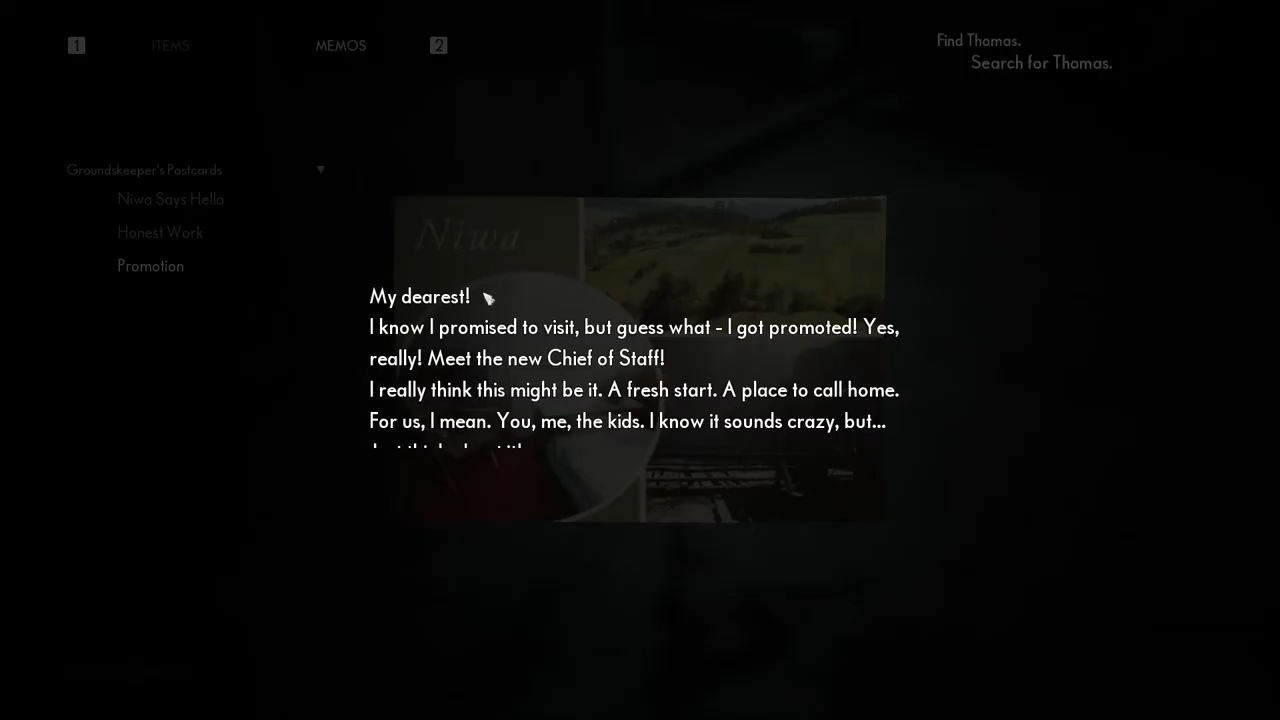 1 ITEMS MEMOS 2
Find Thomas.
Search for Thomas.
Groundskeeper's Postcards
Niwa Says Hello
Honest Work
Promotion
Niwa
My dearest!
I know I promised to visit, but guess what - I got promoted! Yes,
really! Meet the new Chief of Staff!
I really think this might be it. A fresh start. A place to call home.
For us, I mean. You, me, the kids. I know it sounds crazy, but...